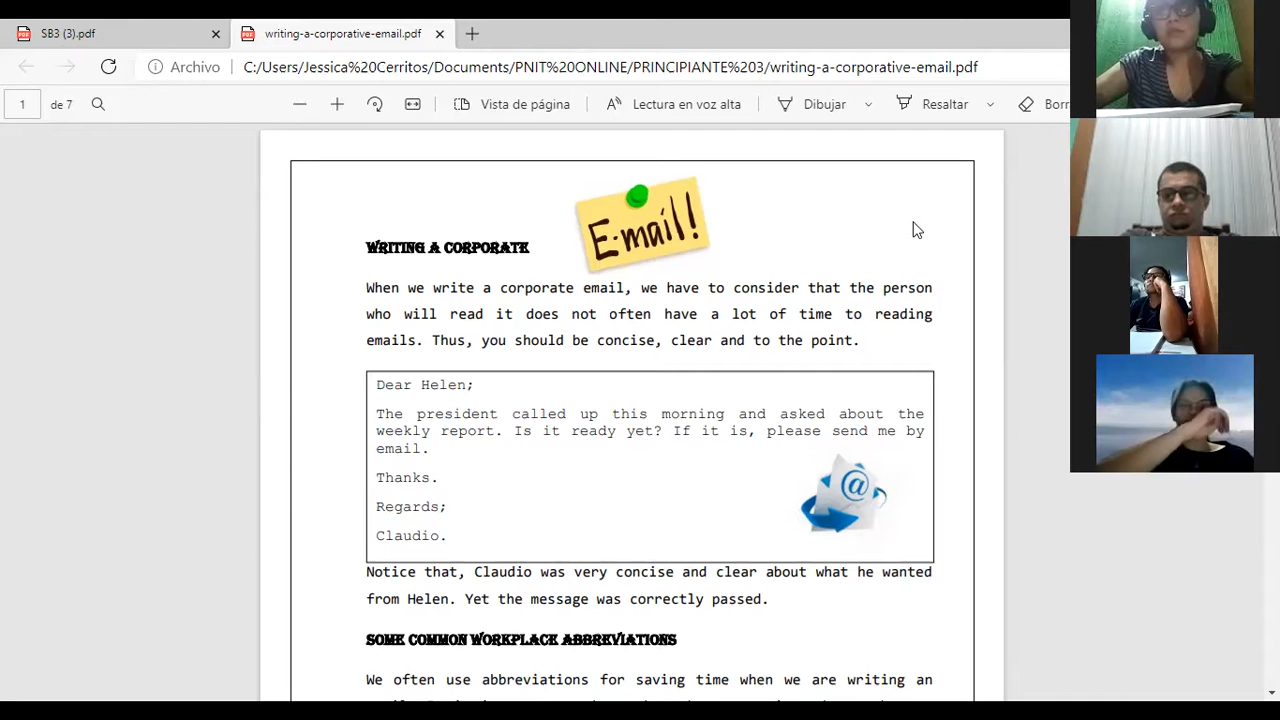 SB3 (3).pdf
writing-a-corporative-email.pdf
Archivo
C:/Users/Jessica%20Cerritos/Documents/PNIT%20ONLINE/PRINCIPIANTE%203/writing-a-corporative-email.pdf
1 de 7
Vista de página
Lectura en voz alta
Dibujar
Resaltar
Borr
E-mail!
WRITING A CORPORATE
When we write a corporate email, we have to consider that the person
who will read it does not often have a lot of time to reading
emails. Thus, you should be concise, clear and to the point.
Dear Helen;
The president called up this morning and asked about the
weekly report. Is it ready yet? If it is, please send me by
email.
Thanks.
Regards;
Claudio.
@
Notice that, Claudio was very concise and clear about what he wanted
from Helen. Yet the message was correctly passed.
SOME COMMON WORKPLACE ABBREVIATIONS
We often use abbreviations for saving time when we are writing an